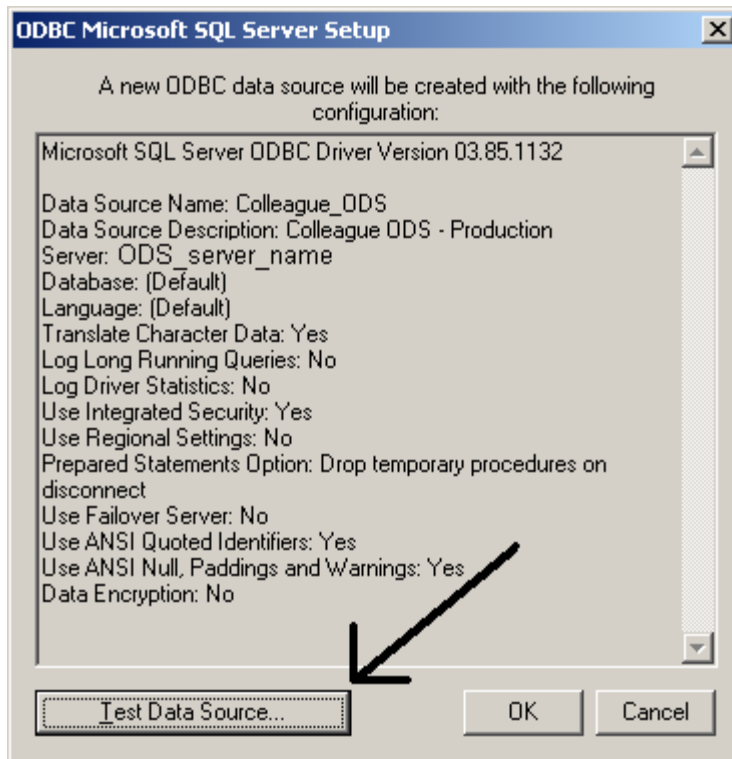 ODBC Microsoft SQL Server Setup
A new ODBC data source will be created with the following
configuration:
Microsoft SQL Server ODBC Driver Version 03.85.1132
Data Source Name: Colleague_ODS
Data Source Description: Colleague ODS - Production
Server: ODS_server_name
Database: (Default)
Language: (Default)
Translate Character Data: Yes
Log Long Running Queries: No
Log Driver Statistics: No
Use Integrated Security: Yes
Use Regional Settings: No
Prepared Statements Option: Drop temporary procedures on
disconnect
Use Failover Server: No
Use ANSI Quoted Identifiers: Yes
Use ANSI Null, Paddings and Warnings: Yes
Data Encryption: No
Test Data Source...
OK
Cancel